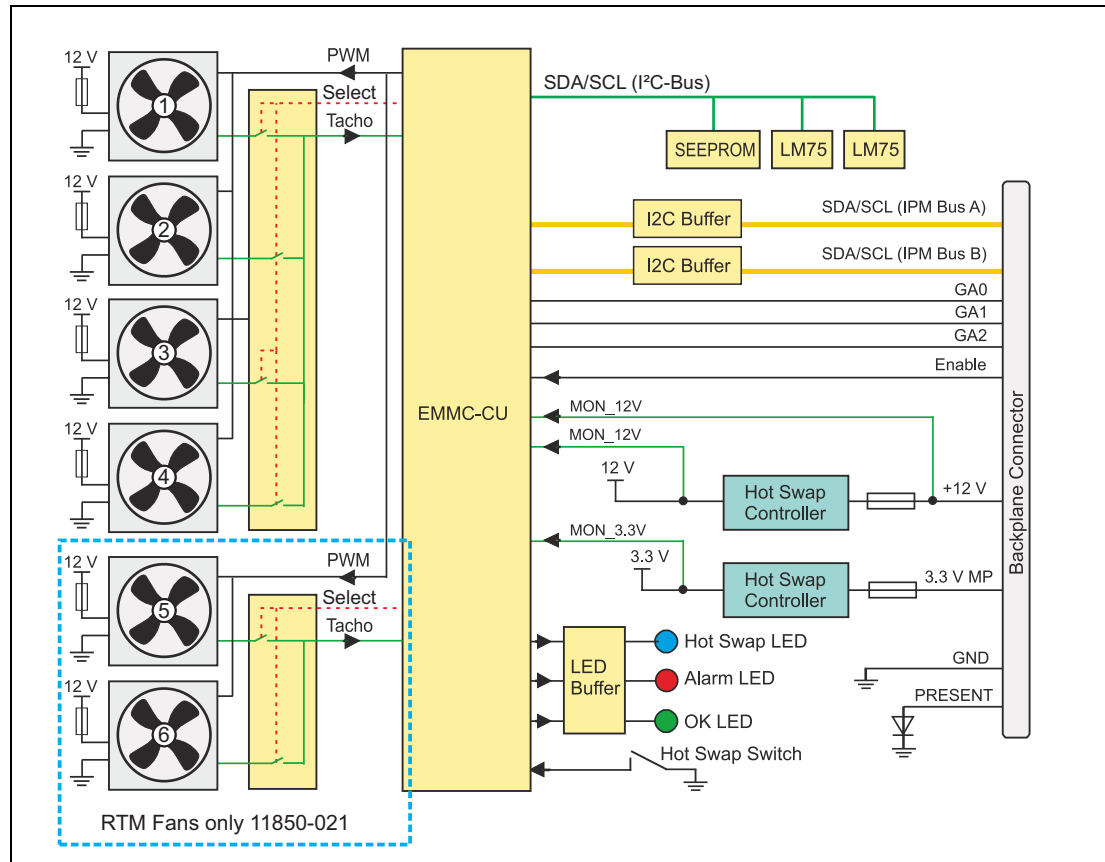 12 V
1
PWM
Select
Tacho
12 V
2
12 V
3
12 V
4
12 V
5
PWM
Select
Tacho
12 V
6
RTM Fans only 11850-021
EMMC-CU
SDA/SCL (I²C-Bus)
SEEPROM
LM75
LM75
I2C Buffer
SDA/SCL (IPM Bus A)
I2C Buffer
SDA/SCL (IPM Bus B)
GA0
GA1
GA2
Enable
MON_12V
MON_12V
12 V
Hot Swap
Controller
+12 V
MON_3.3V
3.3 V
Hot Swap
Controller
3.3 V MP
LED
Buffer
Hot Swap LED
Alarm LED
OK LED
Hot Swap Switch
GND
PRESENT
Backplane Connector